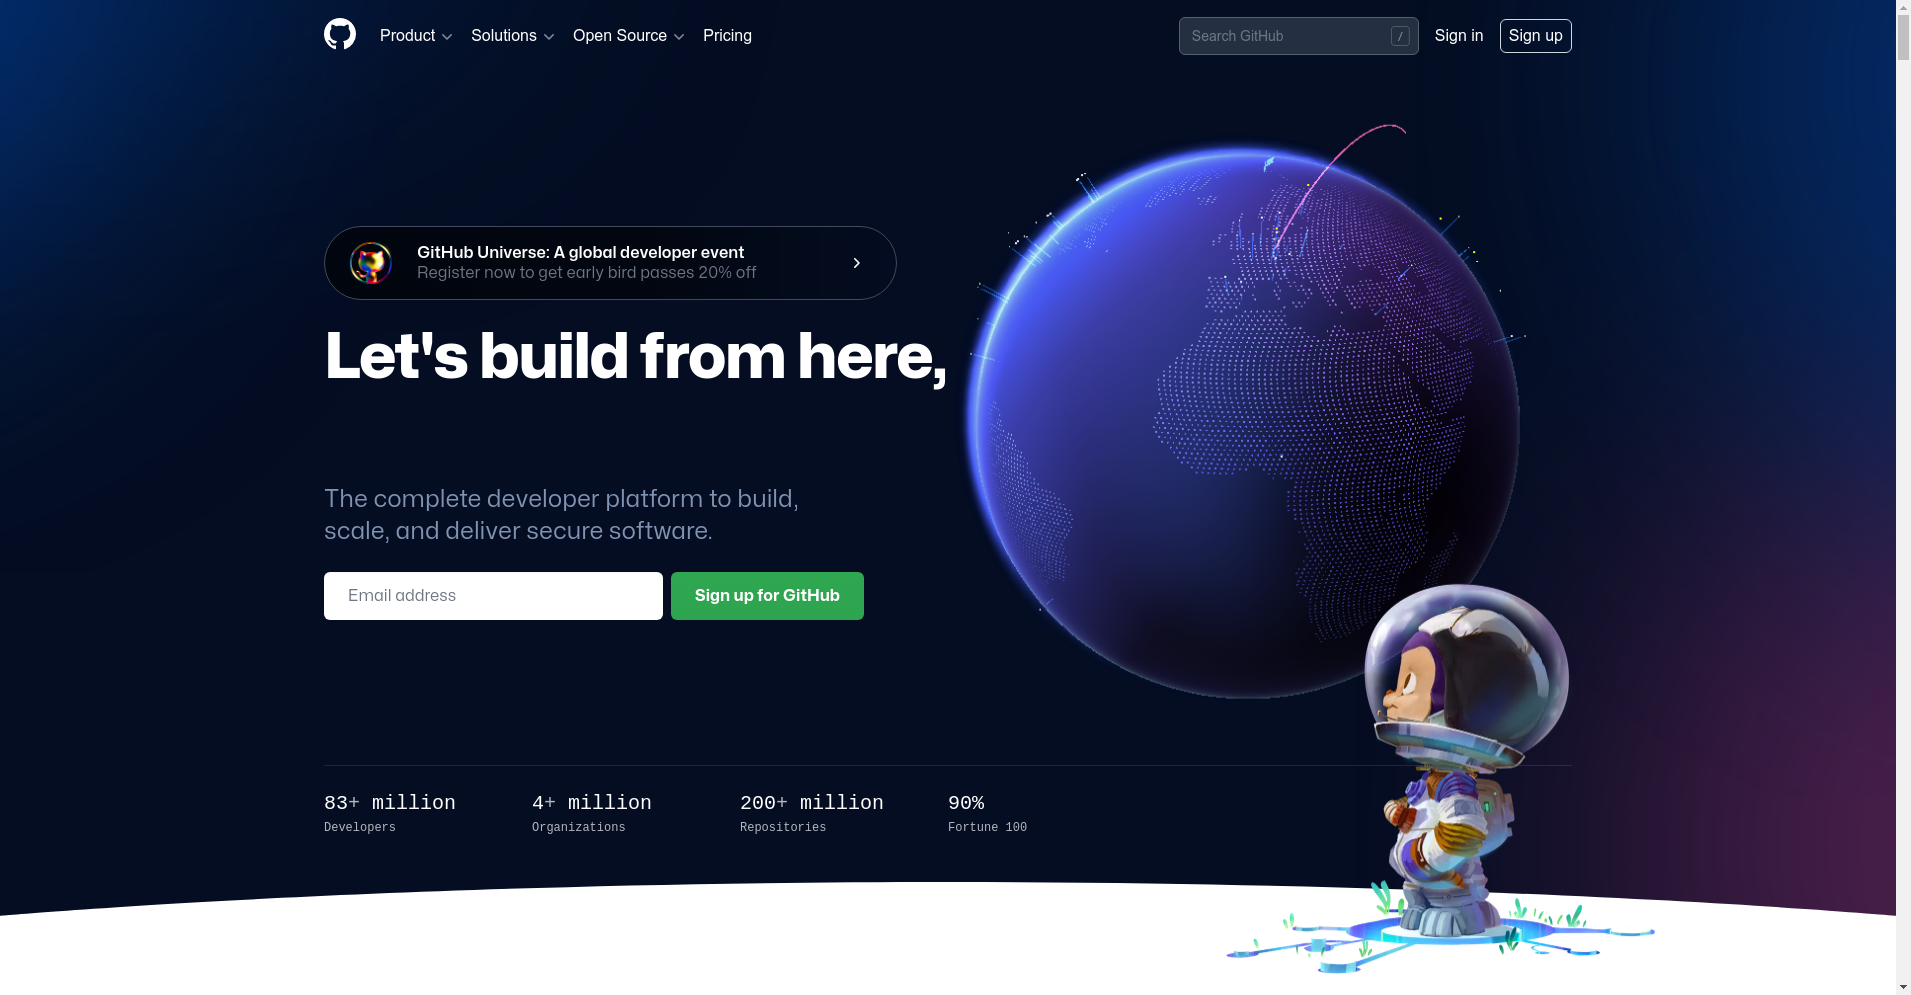 Product
Solutions
Open Source
Pricing
Search GitHub
/
Sign in
Sign up
GitHub Universe: A global developer event
Register now to get early bird passes 20% off
Let's build from here,
The complete developer platform to build,
scale, and deliver secure software.
Email address
Sign up for GitHub
83+ million
Developers
4+ million
Organizations
200+ million
Repositories
90%
Fortune 100